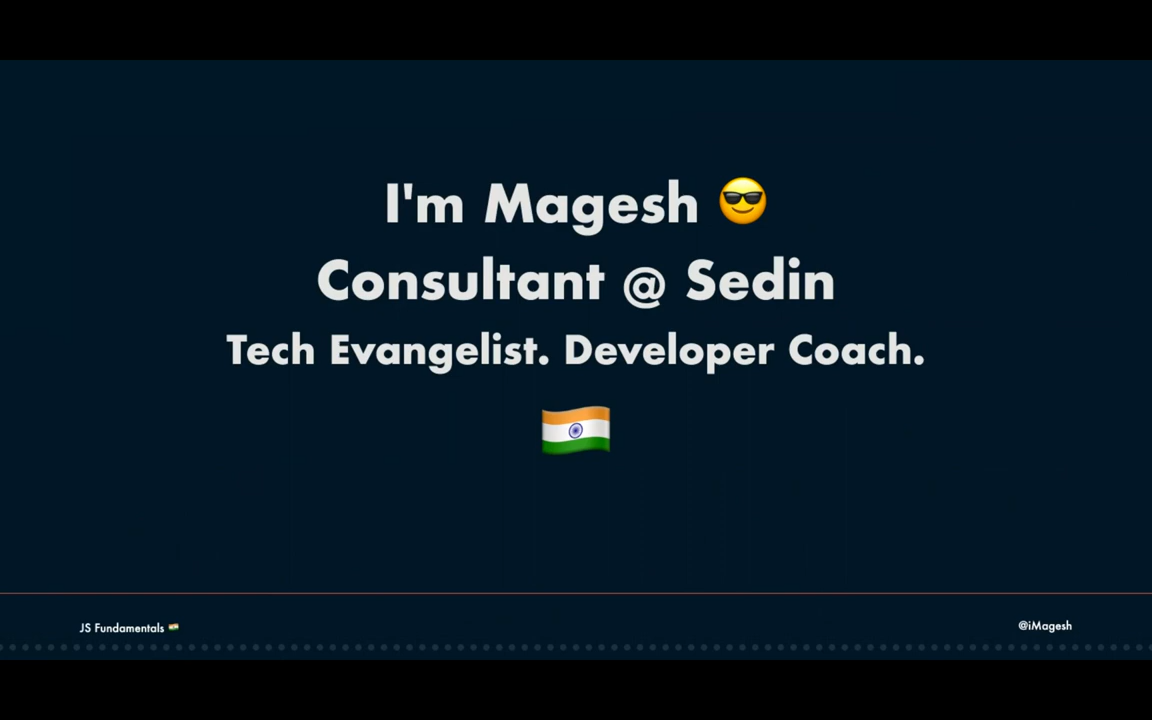 I'm Magesh 😎
Consultant @ Sedin
Tech Evangelist. Developer Coach.
🇮🇳
JS Fundamentals 🇮🇳
@iMagesh